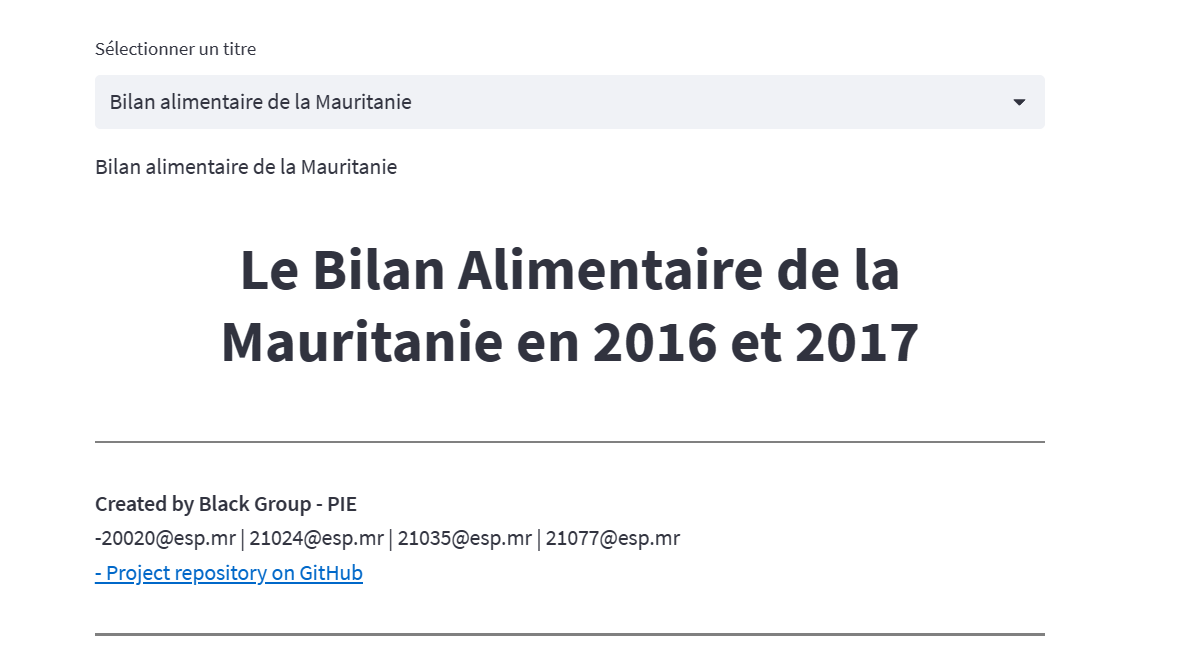 Sélectionner un titre
Bilan alimentaire de la Mauritanie
Bilan alimentaire de la Mauritanie
Le Bilan Alimentaire de la
Mauritanie en 2016 et 2017
Created by Black Group - PIE
-20020@esp.mr | 21024@esp.mr | 21035@esp.mr | 21077@esp.mr
- Project repository on GitHub